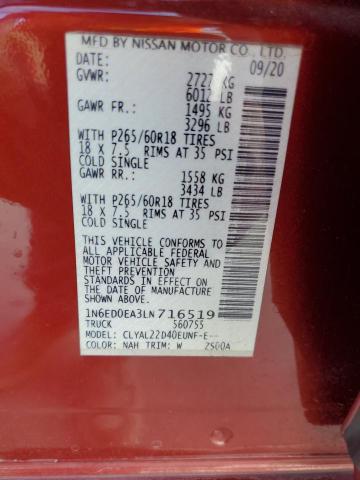 MFD BY NISSAN MOTOR CO., LTD.
DATE: 09/20
GVWR: 2727 KG
6012 LB
GAWR FR.: 1495 KG
3296 LB
WITH P265/60R18 TIRES
18 X 7.5 RIMS AT 35 PSI
COLD SINGLE
GAWR RR.: 1558 KG
3434 LB
WITH P265/60R18 TIRES
18 X 7.5 RIMS AT 35 PSI
COLD SINGLE
THIS VEHICLE CONFORMS TO
ALL APPLICABLE FEDERAL
MOTOR VEHICLE SAFETY AND
THEFT PREVENTION
STANDARDS IN EFFECT ON
THE DATE OF MANUFACTURE
SHOWN ABOVE.
1N6ED0EA3LN716519
TRUCK 560755
MODEL: CLYAL22D40EUNF-E--
COLOR: NAH W 2S00A